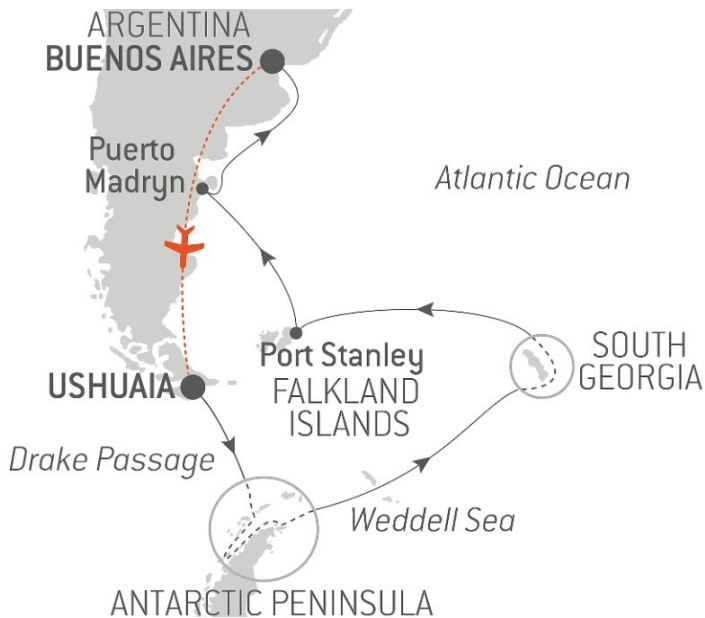 ARGENTINA
BUENOS AIRES
Puerto
Madryn
Atlantic Ocean
Port Stanley
FALKLAND
ISLANDS
SOUTH
GEORGIA
USHUAIA
Drake Passage
Weddell Sea
ANTARCTIC PENINSULA